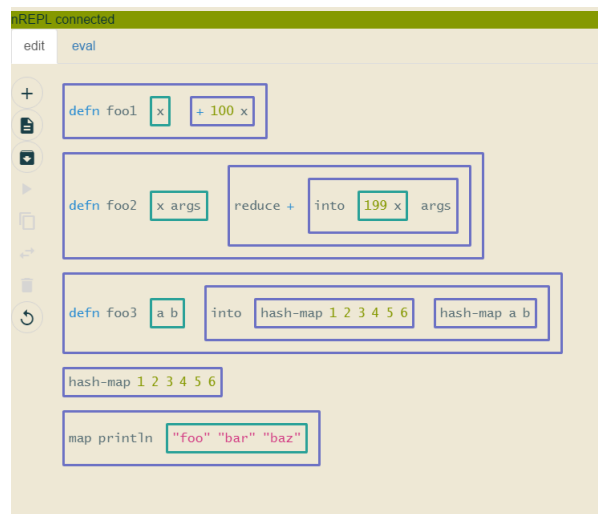 nREPL connected
edit eval
defn foo1 x + 100 x
defn foo2 x args reduce + into 199 x args
defn foo3 a b into hash-map 1 2 3 4 5 6 hash-map a b
hash-map 1 2 3 4 5 6
map println "foo" "bar" "baz"